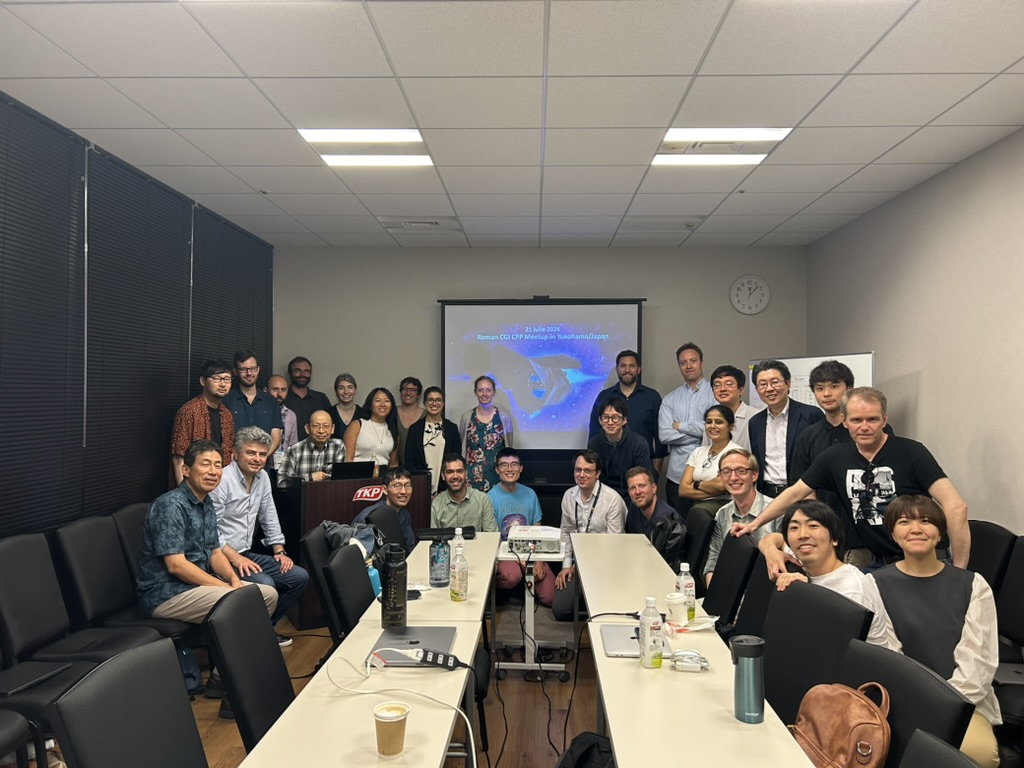 21 June 2024
Roman CGI CPP Meetup in Yokohama/Japan
TKP